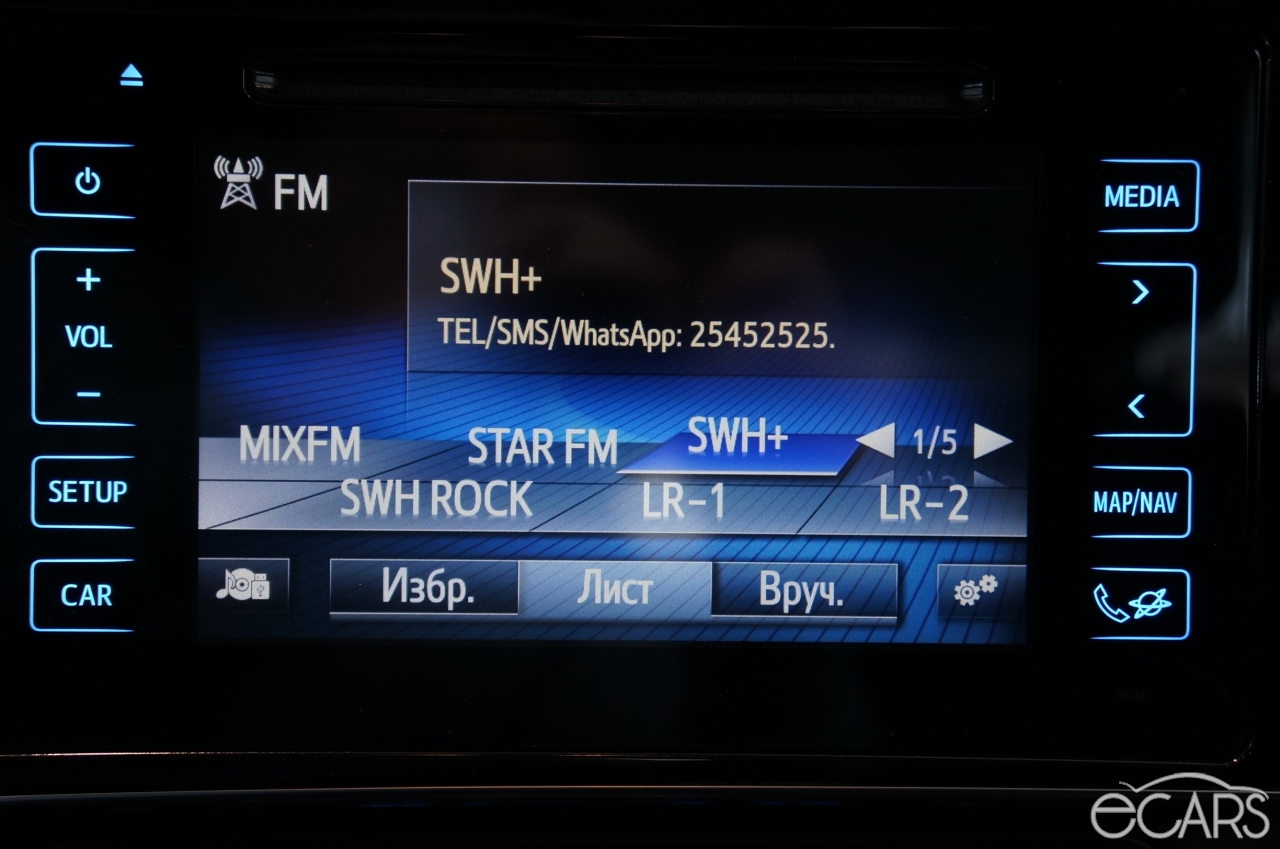 FM
SWH+
TEL/SMS/WhatsApp: 25452525.
MIXFM STAR FM SWH+ 1/5
SWH ROCK LR-1 LR-2
Избр. Лист Вруч.
+
VOL
−
SETUP
CAR
MEDIA
>
<
MAP/NAV
eCARS